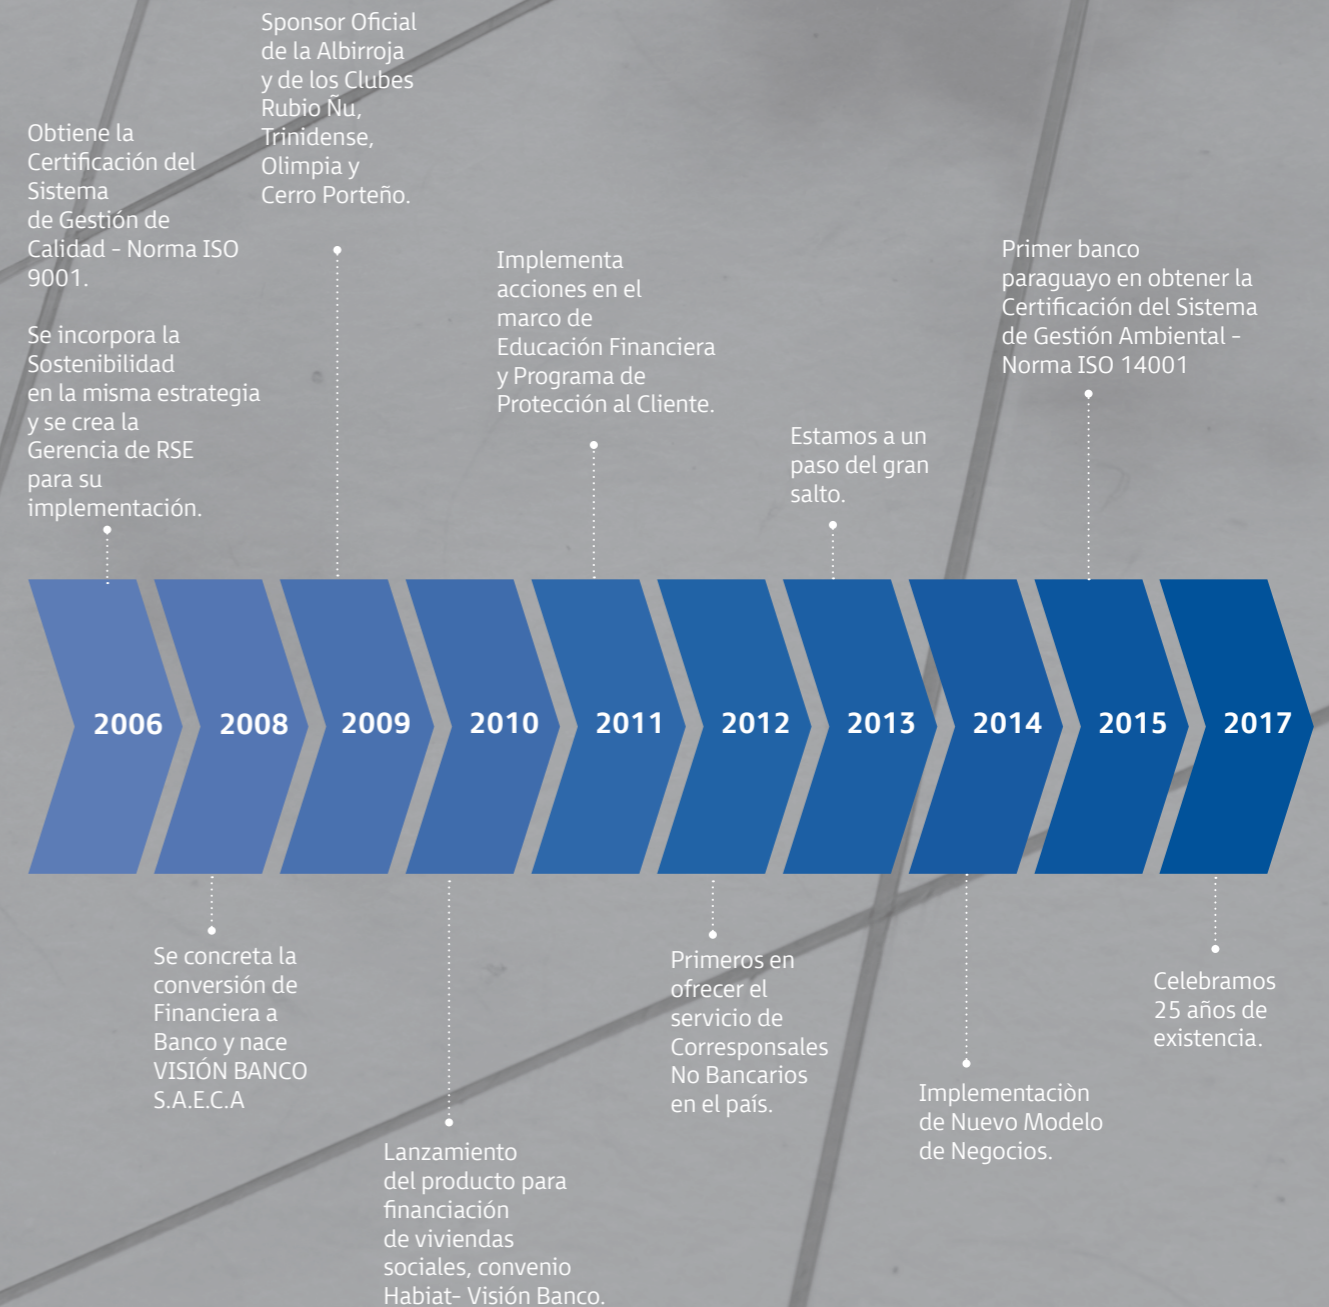 Obtiene la
Certificación del
Sistema
de Gestión de
Calidad - Norma ISO
9001.
Se incorpora la
Sostenibilidad
en la misma estrategia
y se crea la
Gerencia de RSE
para su
implementación.
Sponsor Oficial
de la Albirroja
y de los Clubes
Rubio Ñu,
Trinidense,
Olimpia y
Cerro Porteño.
Implementa
acciones en el
marco de
Educación Financiera
y Programa de
Protección al Cliente.
Estamos a un
paso del gran
salto.
Primer banco
paraguayo en obtener la
Certificación del Sistema
de Gestión Ambiental -
Norma ISO 14001
2006 2008 2009 2010 2011 2012 2013 2014 2015 2017
Se concreta la
conversión de
Financiera a
Banco y nace
VISIÓN BANCO
S.A.E.C.A
Lanzamiento
del producto para
financiación
de viviendas
sociales, convenio
Habiat- Visión Banco.
Primeros en
ofrecer el
servicio de
Corresponsales
No Bancarios
en el país.
Implementaciòn
de Nuevo Modelo
de Negocios.
Celebramos
25 años de
existencia.